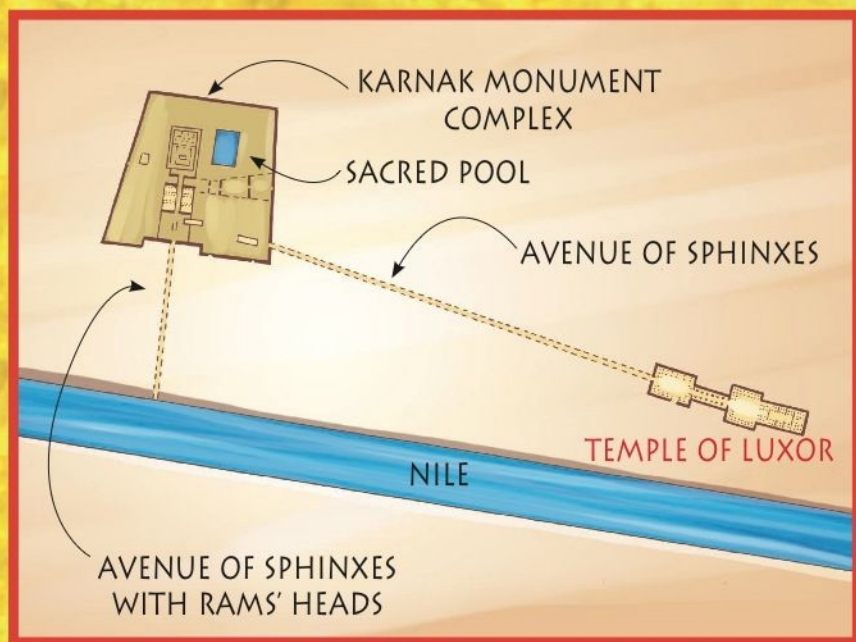 KARNAK MONUMENT
COMPLEX
SACRED POOL
AVENUE OF SPHINXES
TEMPLE OF LUXOR
NILE
AVENUE OF SPHINXES
WITH RAMS' HEADS